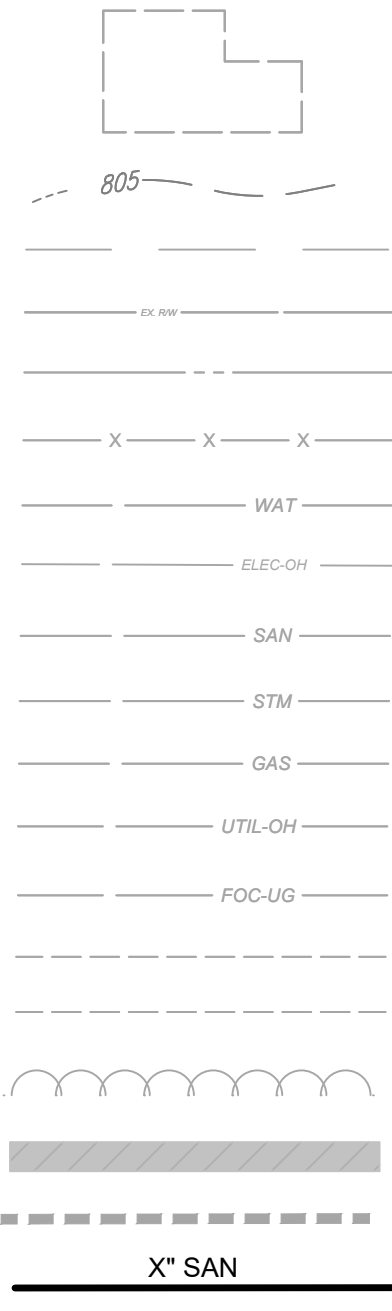 805
EX. R/W
X X X
WAT
ELEC-OH
SAN
STM
GAS
UTIL-OH
FOC-UG
X" SAN